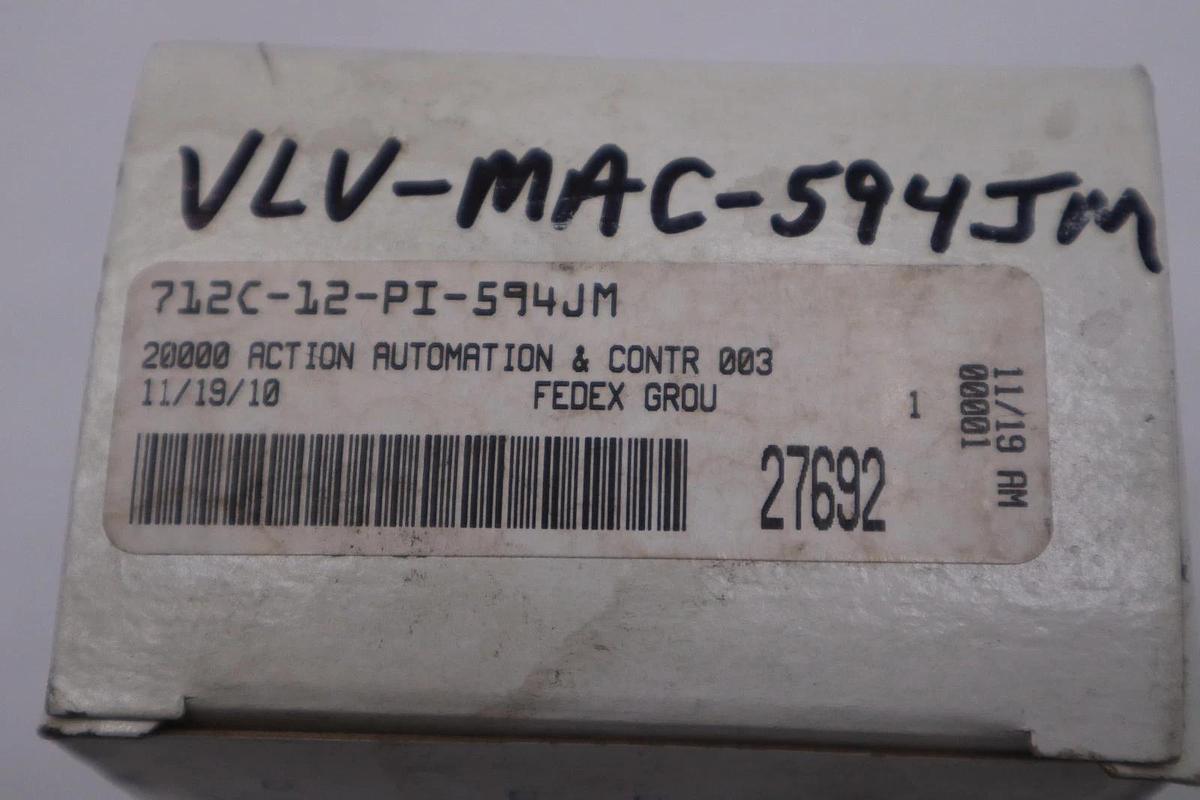 VLV-MAC-594JM
712C-12-PI-594JM
20000 ACTION AUTOMATION & CONTR 003
11/19/10 FEDEX GROU 1
27692
11/19 AM
00001